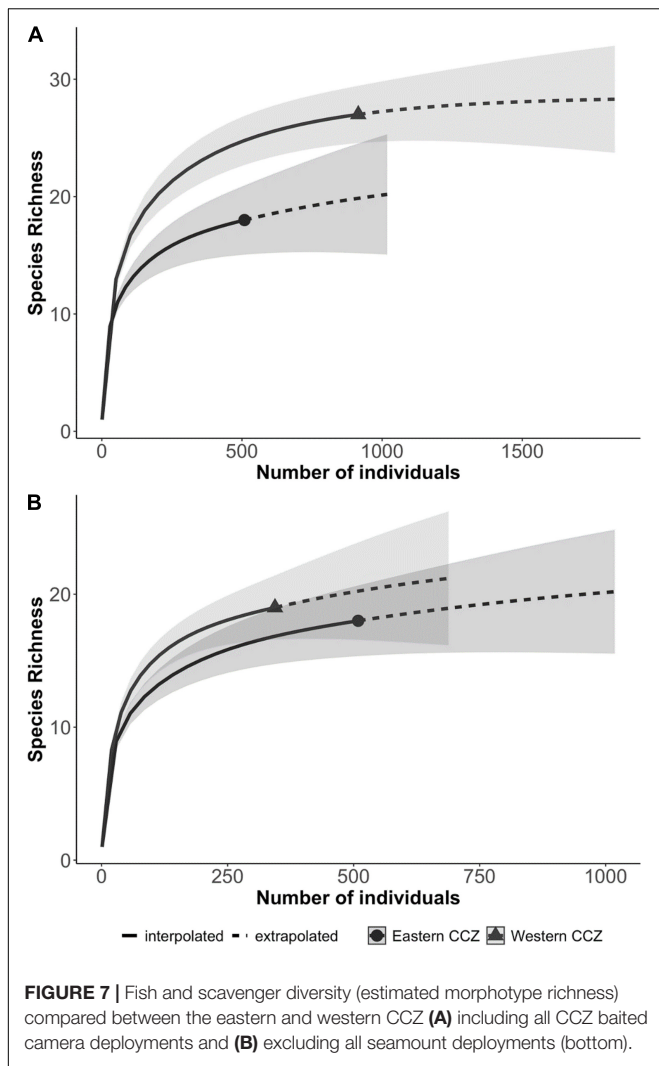 A
30
20
10
0
Species Richness
0 500 1000 1500
Number of individuals
B
20
10
0
Species Richness
0 250 500 750 1000
Number of individuals
interpolated extrapolated Eastern CCZ Western CCZ
FIGURE 7 | Fish and scavenger diversity (estimated morphotype richness)
compared between the eastern and western CCZ (A) including all CCZ baited
camera deployments and (B) excluding all seamount deployments (bottom).